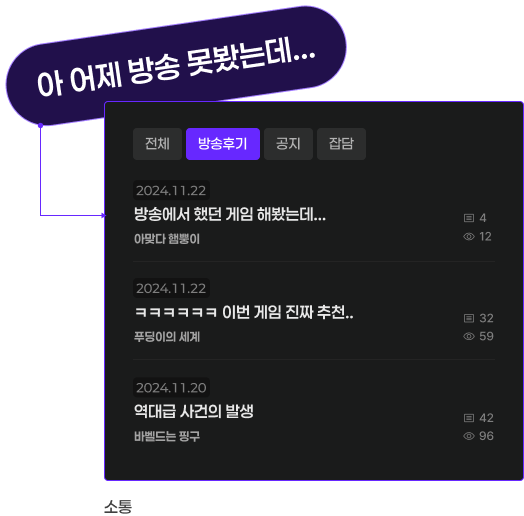 아 어제 방송 못봤는데...
전체 방송후기 공지 잡담
2024.11.22
방송에서 했던 게임 해봤는데...
아맞다 햄뿡이
4
12
2024.11.22
ㅋㅋㅋㅋㅋㅋ 이번 게임 진짜 추천..
푸딩이의 세계
32
59
2024.11.20
역대급 사건의 발생
바벨드는 핑구
42
96
소통